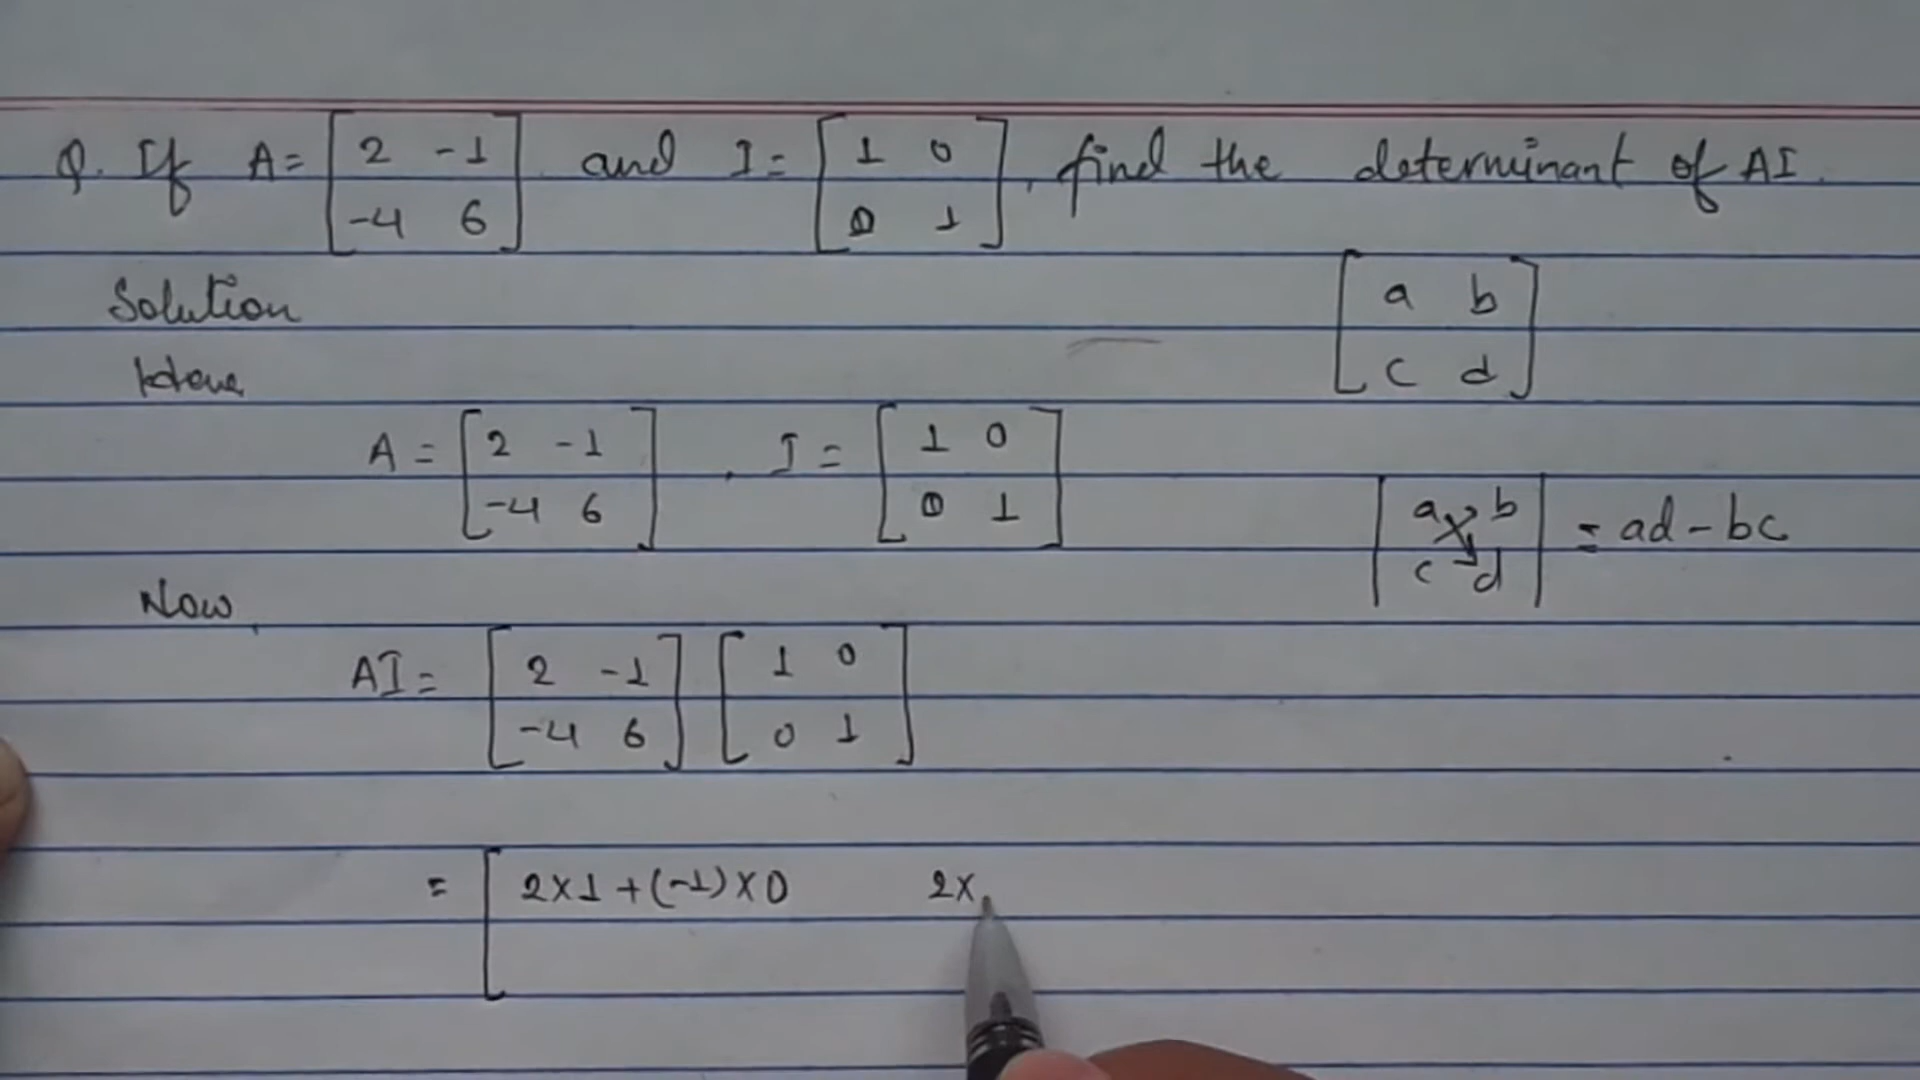 Q. If A = [ 2 -1 ] and I = [ 1 0 ], find the determinant of AI.
[ -4 6 ] [ 0 1 ]
Solution
[ a b ]
[ c d ]
Here
A = [ 2 -1 ] , I = [ 1 0 ]
[ -4 6 ] [ 0 1 ]
| a b | = ad - bc
| c d |
Now,
AI = [ 2 -1 ] [ 1 0 ]
[ -4 6 ] [ 0 1 ]
= [ 2×1+(-1)×0 2×